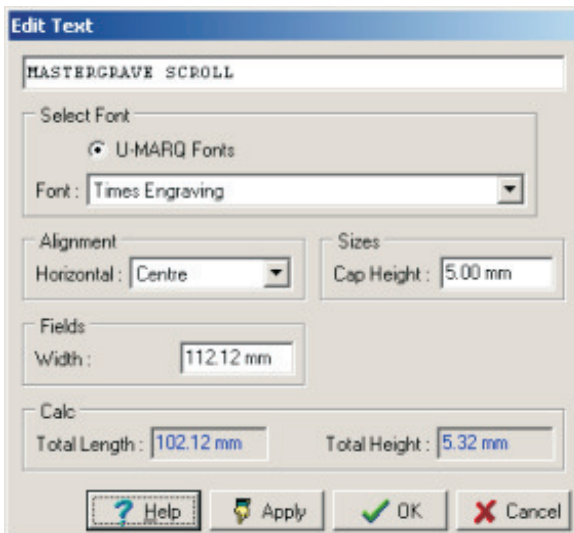 Edit Text
MASTERGRAVE SCROLL
Select Font
U-MARQ Fonts
Font : Times Engraving
Alignment
Horizontal : Centre
Sizes
Cap Height : 5.00 mm
Fields
Width : 112.12 mm
Calc
Total Length : 102.12 mm Total Height : 5.32 mm
Help Apply OK Cancel